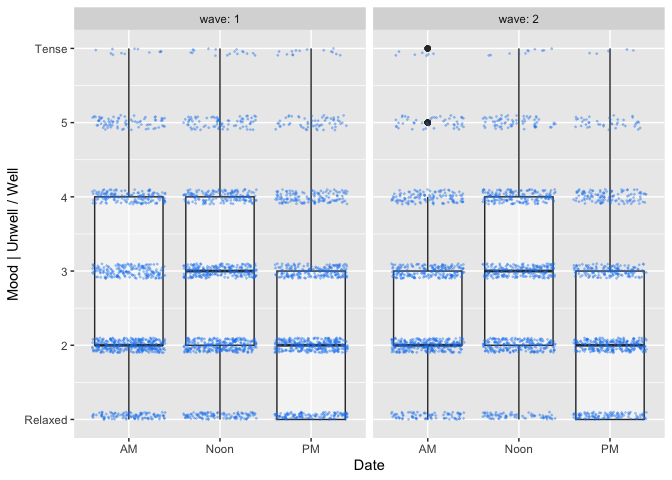 wave: 1
wave: 2
Tense
5
4
3
2
Relaxed
Mood | Unwell / Well
AM
Noon
PM
AM
Noon
PM
Date